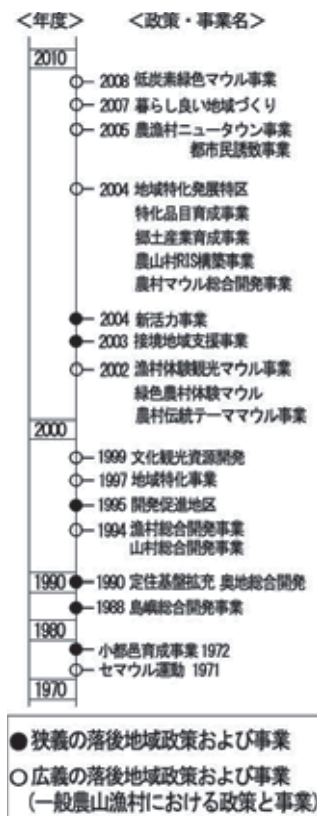 <年度> <政策・事業名>
2010
2008 低炭素緑色マウル事業
2007 暮らし良い地域づくり
2005 農漁村ニュータウン事業
都市民誘致事業
2004 地域特化発展特区
特化品目育成事業
郷土産業育成事業
農山村RIS構築事業
農村マウル総合開発事業
2004 新活力事業
2003 接境地域支援事業
2002 漁村体験観光マウル事業
緑色農村体験マウル
農村伝統テーママウル事業
2000
1999 文化観光資源開発
1997 地域特化事業
1995 開発促進地区
1994 漁村総合開発事業
山村総合開発事業
1990 1990 定住基盤拡充 奥地総合開発
1988 島嶼総合開発事業
1980
小都邑育成事業 1972
セマウル運動 1971
1970
●狭義の落後地域政策および事業
○広義の落後地域政策および事業
(一般農山漁村における政策と事業)